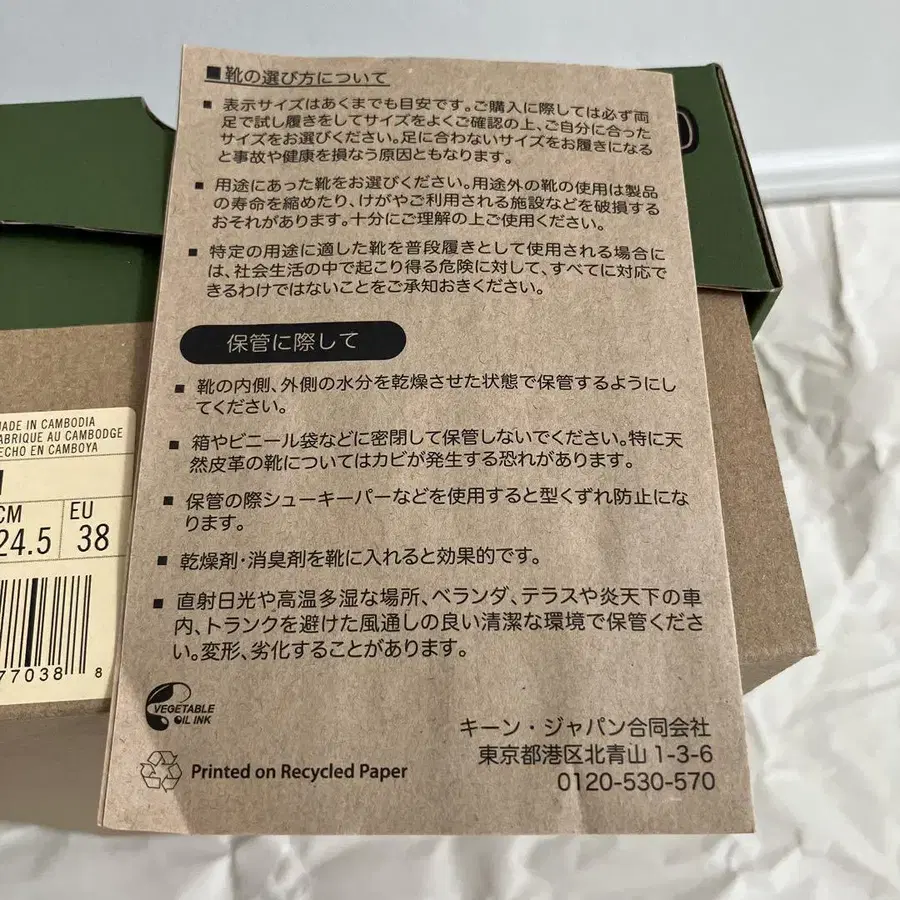 ■靴の選び方について
■ 表示サイズはあくまでも目安です。ご購入に際しては必ず両
足で試し履きをしてサイズをよくご確認の上、ご自分に合った
サイズをお選びください。足に合わないサイズをお履きになる
と事故や健康を損なう原因ともなります。
■ 用途にあった靴をお選びください。用途外の靴の使用は製品
の寿命を縮めたり、けがやご利用される施設などを破損する
おそれがあります。十分にご理解の上ご使用ください。
■ 特定の用途に適した靴を普段履きとして使用される場合に
は、社会生活の中で起こり得る危険に対して、すべてに対応で
きるわけではないことをご承知おきください。
保管に際して
■ 靴の内側、外側の水分を乾燥させた状態で保管するようにし
てください。
■ 箱やビニール袋などに密閉して保管しないでください。特に天
然皮革の靴についてはカビが発生する恐れがあります。
■ 保管の際シューキーパーなどを使用すると型くずれ防止にな
ります。
■ 乾燥剤・消臭剤を靴に入れると効果的です。
■ 直射日光や高温多湿な場所、ベランダ、テラスや炎天下の車
内、トランクを避けた風通しの良い清潔な環境で保管くださ
い。変形、劣化することがあります。
VEGETABLE
OIL INK
Printed on Recycled Paper
キーン・ジャパン合同会社
東京都港区北青山 1-3-6
0120-530-570
MADE IN CAMBODIA
FABRIQUE AU CAMBODGE
HECHO EN CAMBOYA
CM EU
24.5 38
77038 8